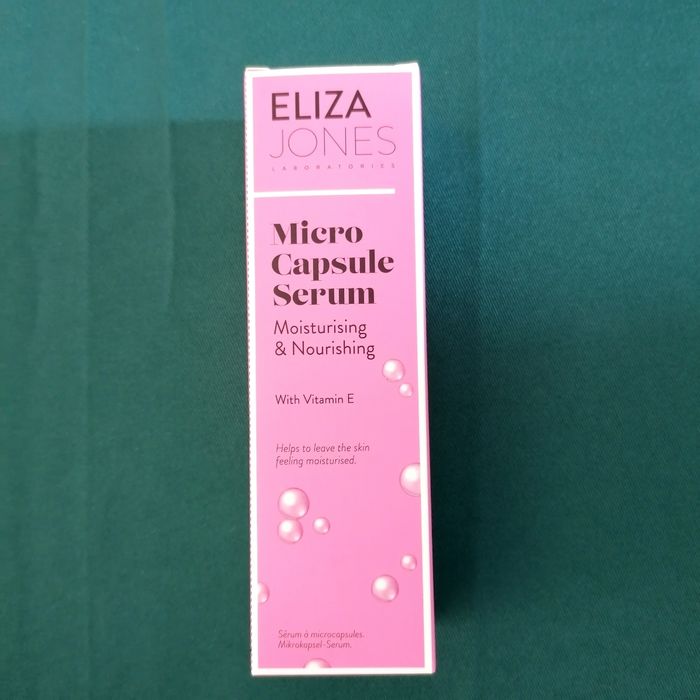 ELIZA
JONES
LABORATORIES
Micro
Capsule
Serum
Moisturising
& Nourishing
With Vitamin E
Helps to leave the skin
feeling moisturised.
Sérum à microcapsules.
Mikrokapsel-Serum.